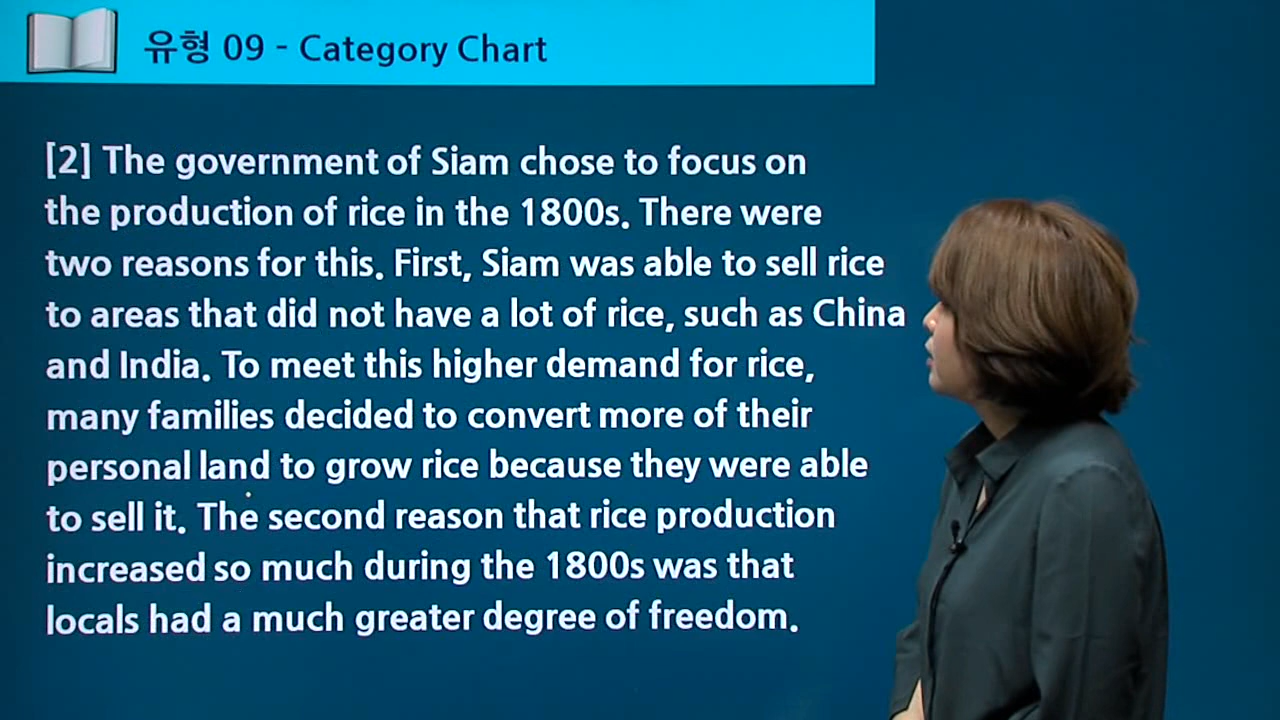 유형 09 - Category Chart
[2] The government of Siam chose to focus on
the production of rice in the 1800s. There were
two reasons for this. First, Siam was able to sell rice
to areas that did not have a lot of rice, such as China
and India. To meet this higher demand for rice,
many families decided to convert more of their
personal land to grow rice because they were able
to sell it. The second reason that rice production
increased so much during the 1800s was that
locals had a much greater degree of freedom.